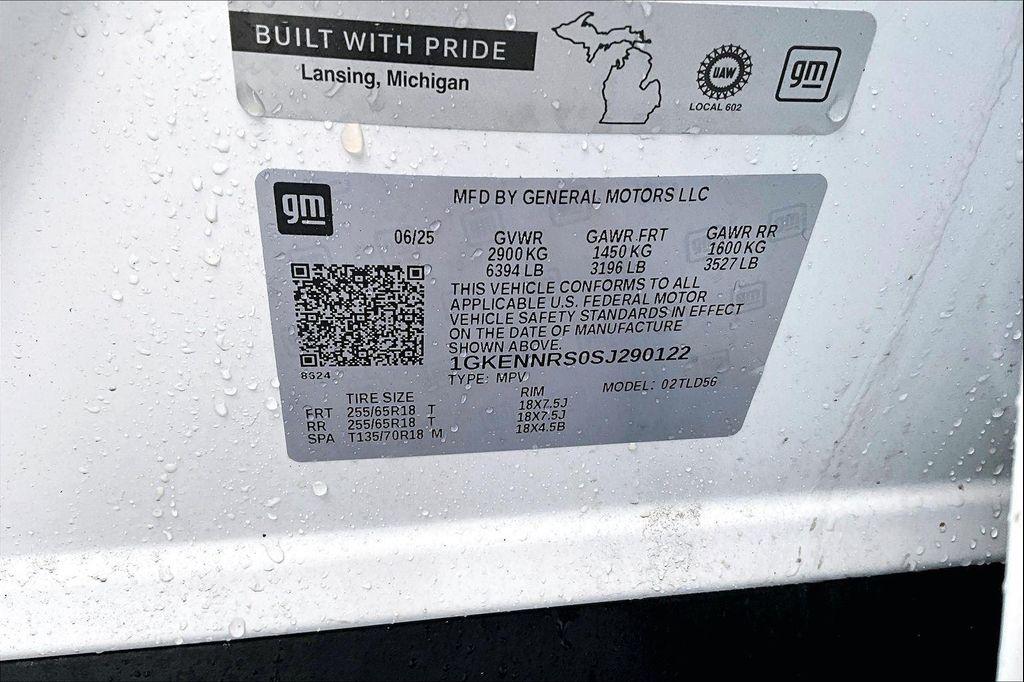 BUILT WITH PRIDE
Lansing, Michigan
UAW
LOCAL 602
gm
gm
MFD BY GENERAL MOTORS LLC
06/25 GVWR GAWR FRT GAWR RR
2900 KG 1450 KG 1600 KG
6394 LB 3196 LB 3527 LB
THIS VEHICLE CONFORMS TO ALL
APPLICABLE U.S. FEDERAL MOTOR
VEHICLE SAFETY STANDARDS IN EFFECT
ON THE DATE OF MANUFACTURE
SHOWN ABOVE.
1GKENNRS0SJ290122
8324
TYPE: MPV MODEL: 02TLD56
TIRE SIZE RIM
FRT 255/65R18 T 18X7.5J
RR 255/65R18 T 18X7.5J
SPA T135/70R18 M 18X4.5B